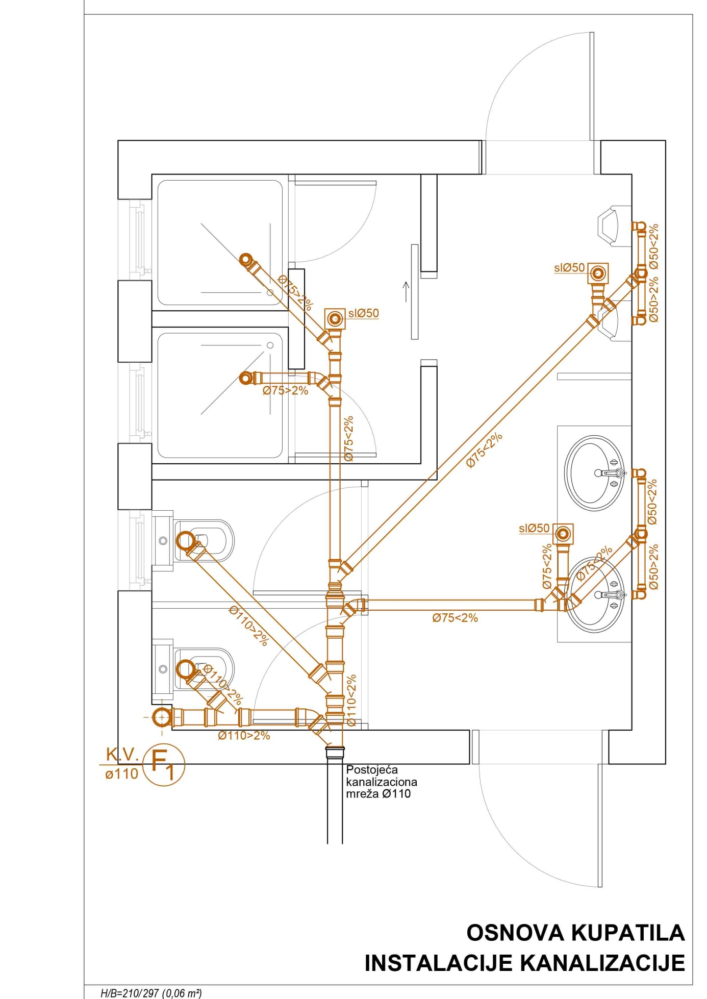 Ø50<2%
slØ50
Ø75>2%
Ø50>2%
slØ50
Ø75>2%
Ø75<2%
Ø75<2%
Ø50<2%
slØ50
Ø75<2%
Ø75<2%
Ø50>2%
Ø110>2%
Ø75<2%
Ø110>2%
Ø110<2%
Ø110>2%
K.V.
ø110
F1
Postojeća
kanalizaciona
mreža Ø110
OSNOVA KUPATILA
INSTALACIJE KANALIZACIJE
H/B=210/297 (0,06 m²)